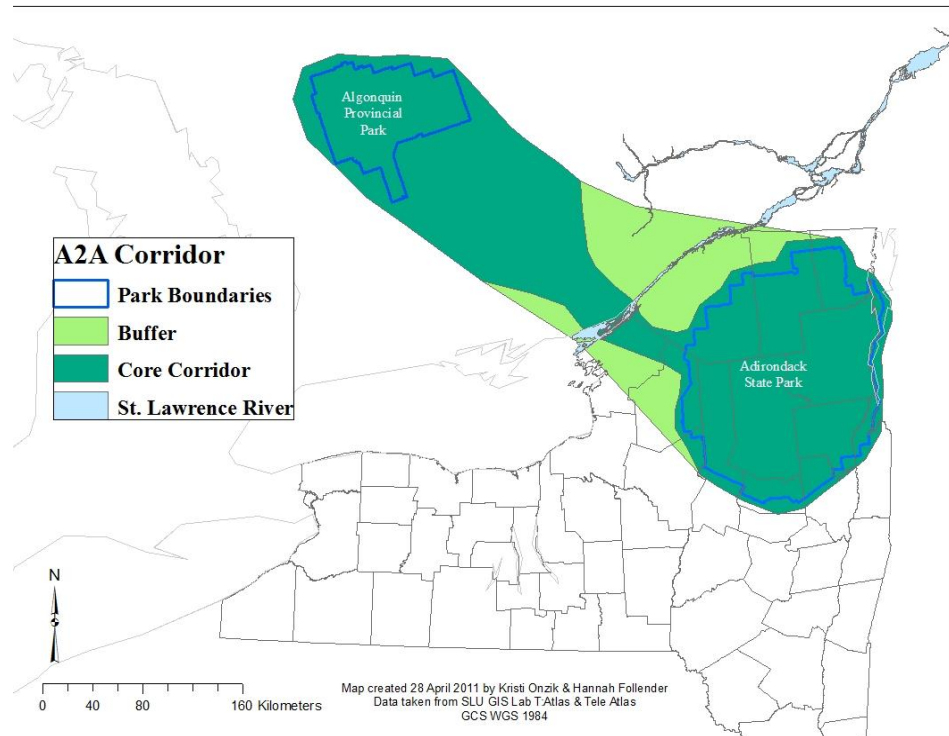 Algonquin
Provincial
Park
A2A Corridor
Park Boundaries
Buffer
Core Corridor
St. Lawrence River
Adirondack
State Park
N
0 40 80 160 Kilometers
Map created 28 April 2011 by Kristi Onzik & Hannah Follender
Data taken from SLU GIS Lab T:Atlas & Tele Atlas
GCS WGS 1984